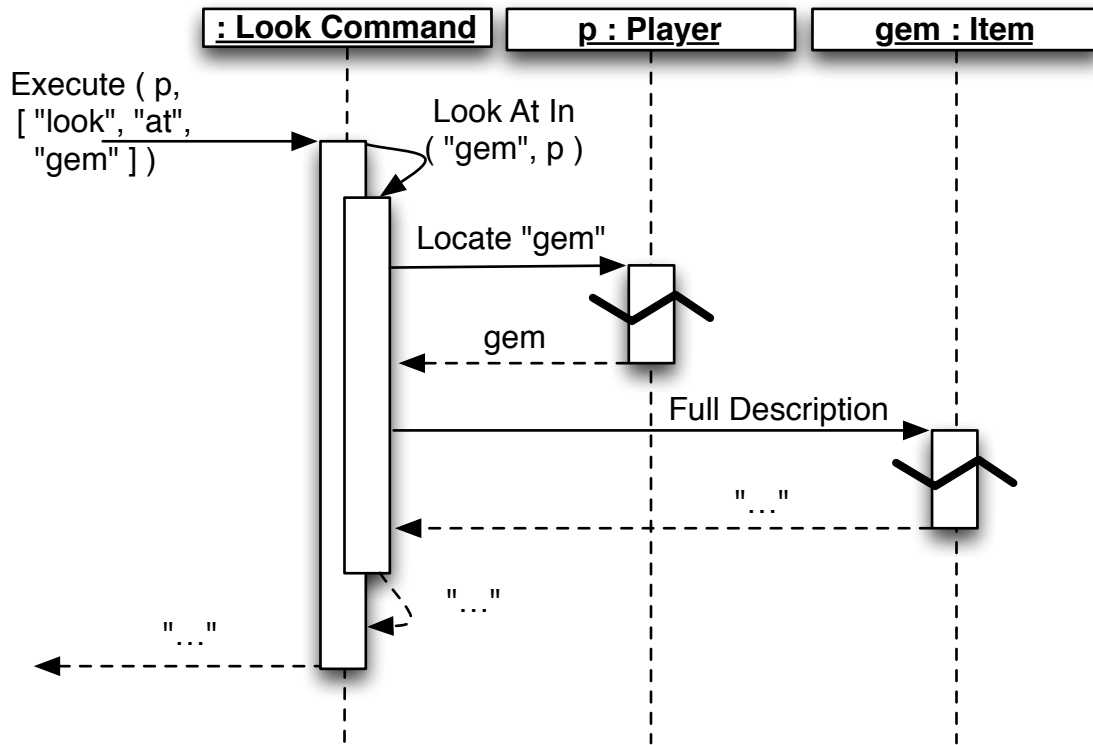 : Look Command
p : Player
gem : Item
Execute ( p,
[ "look", "at",
"gem" ] )
Look At In
( "gem", p )
Locate "gem"
gem
Full Description
"..."
"..."
"..."